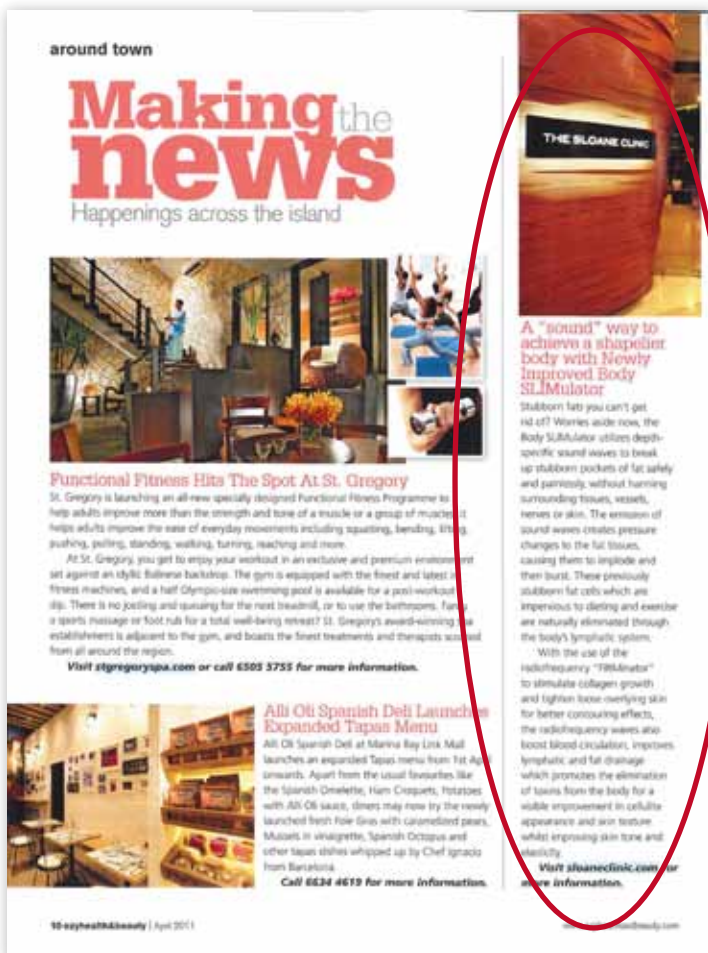 around town
Making the
news
Happenings across the island
Functional Fitness Hits The Spot At St. Gregory
St. Gregory is launching an all-new specially designed Functional Fitness Programme to
help adults improve more than the strength and tone of a muscle or a group of muscles; it
helps adults improve the ease of everyday movements including squatting, bending, lifting,
pushing, pulling, standing, walking, turning, reaching and more.
At St. Gregory, you get to enjoy your workout in an exclusive and premium environment
set against an idyllic Balinese backdrop. The gym is equipped with the finest and latest in
fitness machines, and a half Olympic-size swimming pool is available for a post-workout
dip. There is no jostling and queuing for the next treadmill, or to use the bathrooms. Fancy
a sports massage or foot rub for a total well-being retreat? St. Gregory's award-winning spa
establishment is adjacent to the gym, and boasts the finest treatments and therapists
from all around the region.
Visit stgregoryspa.com or call 6505 5755 for more information.
Alli Oli Spanish Deli Launches
Expanded Tapas Menu
Alli Oli Spanish Deli at Marina Bay Link Mall
launches an expanded Tapas menu from 1st April
onwards. Apart from the usual favourites like
the Spanish Omelette, Ham Croquets, Potatoes
with Alli Oli sauce, diners may now try the newly
launched fresh Foie Gras with caramelized pears,
Mussels in vinaigrette, Spanish Octopus and
other tapas dishes whipped up by Chef Ignacio
from Barcelona.
Call 6634 4619 for more information.
THE SLOANE CLINIC
A "sound" way to
achieve a shapelier
body with Newly
Improved Body
SLIMulator
Stubborn fats you can't get
rid of? Worries aside now, the
Body SLIMulator utilizes depth-
specific sound waves to break
up stubborn pockets of fat safely
and painlessly, without harming
surrounding tissues, vessels,
nerves or skin. The emission of
sound waves creates pressure
changes to the fat tissues,
causing them to implode and
then burst. These previously
stubborn fat cells which are
impervious to dieting and exercise
are naturally eliminated through
the body's lymphatic system.
With the use of the
radiofrequency
to stimulate collagen growth
and tighten loose overlying skin
for better contouring effects,
the radiofrequency waves also
boost blood circulation, improves
lymphatic and fat drainage
which promotes the elimination
of toxins from the body for a
visible improvement in cellulite
appearance and skin texture
whilst improving skin tone and
elasticity.
Visit sloaneclinic.com for
more information.
10 ezyhealth&beauty | April 2011